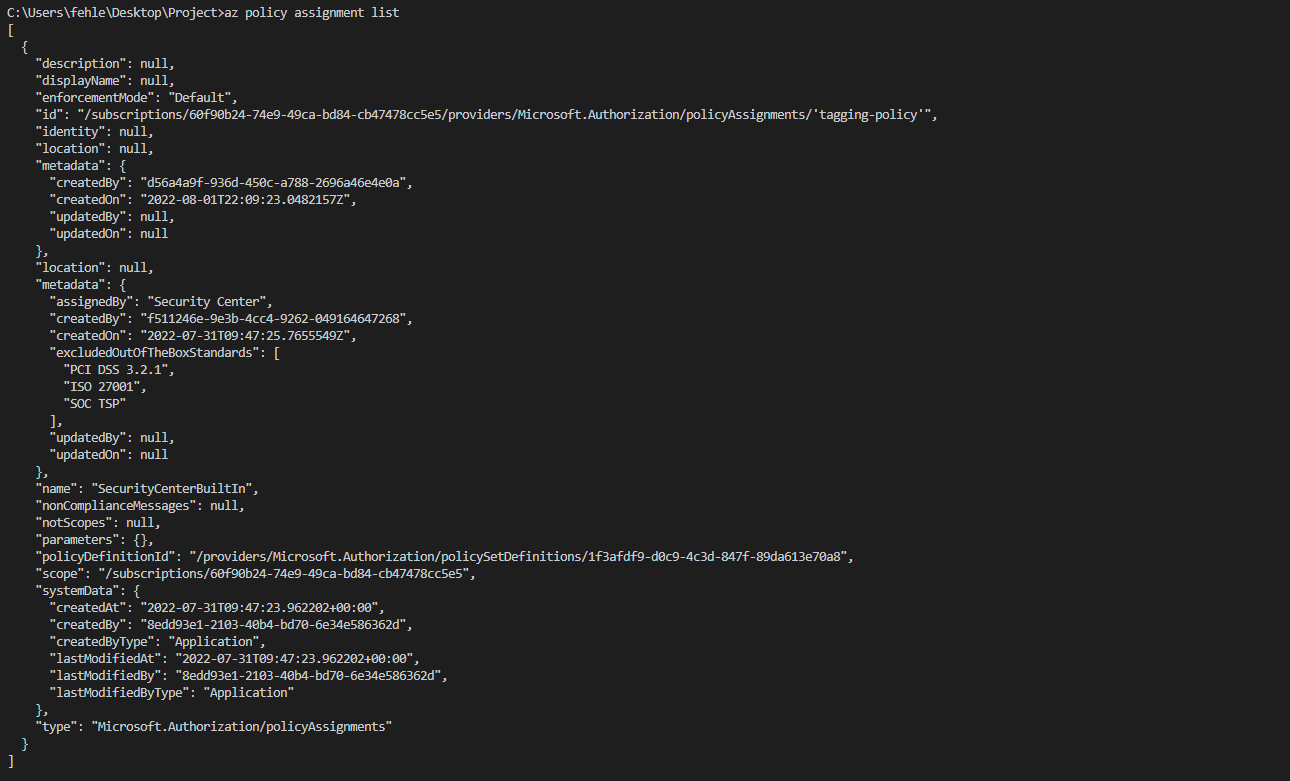 C:\Users\fehle\Desktop\Project>az policy assignment list
[
  {
    "description": null,
    "displayName": null,
    "enforcementMode": "Default",
    "id": "/subscriptions/60f90b24-74e9-49ca-bd84-cb47478cc5e5/providers/Microsoft.Authorization/policyAssignments/'tagging-policy'",
    "identity": null,
    "location": null,
    "metadata": {
      "createdBy": "d56a4a9f-936d-450c-a788-2696a46e4e0a",
      "createdOn": "2022-08-01T22:09:23.0482157Z",
      "updatedBy": null,
      "updatedOn": null
    },
    "location": null,
    "metadata": {
      "assignedBy": "Security Center",
      "createdBy": "f511246e-9e3b-4cc4-9262-049164647268",
      "createdOn": "2022-07-31T09:47:25.7655549Z",
      "excludedOutOfTheBoxStandards": [
        "PCI DSS 3.2.1",
        "ISO 27001",
        "SOC TSP"
      ],
      "updatedBy": null,
      "updatedOn": null
    },
    "name": "SecurityCenterBuiltIn",
    "nonComplianceMessages": null,
    "notScopes": null,
    "parameters": {},
    "policyDefinitionId": "/providers/Microsoft.Authorization/policySetDefinitions/1f3afdf9-d0c9-4c3d-847f-89da613e70a8",
    "scope": "/subscriptions/60f90b24-74e9-49ca-bd84-cb47478cc5e5",
    "systemData": {
      "createdAt": "2022-07-31T09:47:23.962202+00:00",
      "createdBy": "8edd93e1-2103-40b4-bd70-6e34e586362d",
      "createdByType": "Application",
      "lastModifiedAt": "2022-07-31T09:47:23.962202+00:00",
      "lastModifiedBy": "8edd93e1-2103-40b4-bd70-6e34e586362d",
      "lastModifiedByType": "Application"
    },
    "type": "Microsoft.Authorization/policyAssignments"
  }
]